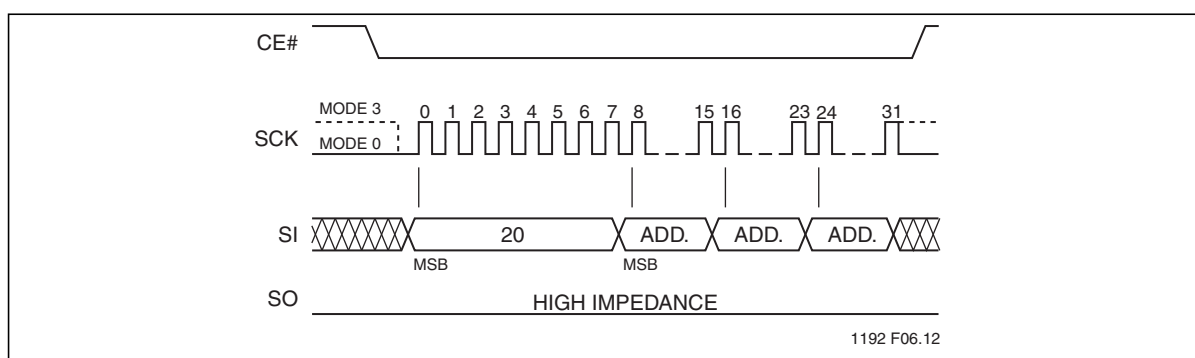 CE#
MODE 3
0 1 2 3 4 5 6 7 8 15 16 23 24 31
SCK
MODE 0
SI
20 ADD. ADD. ADD.
MSB MSB
SO
HIGH IMPEDANCE
1192 F06.12